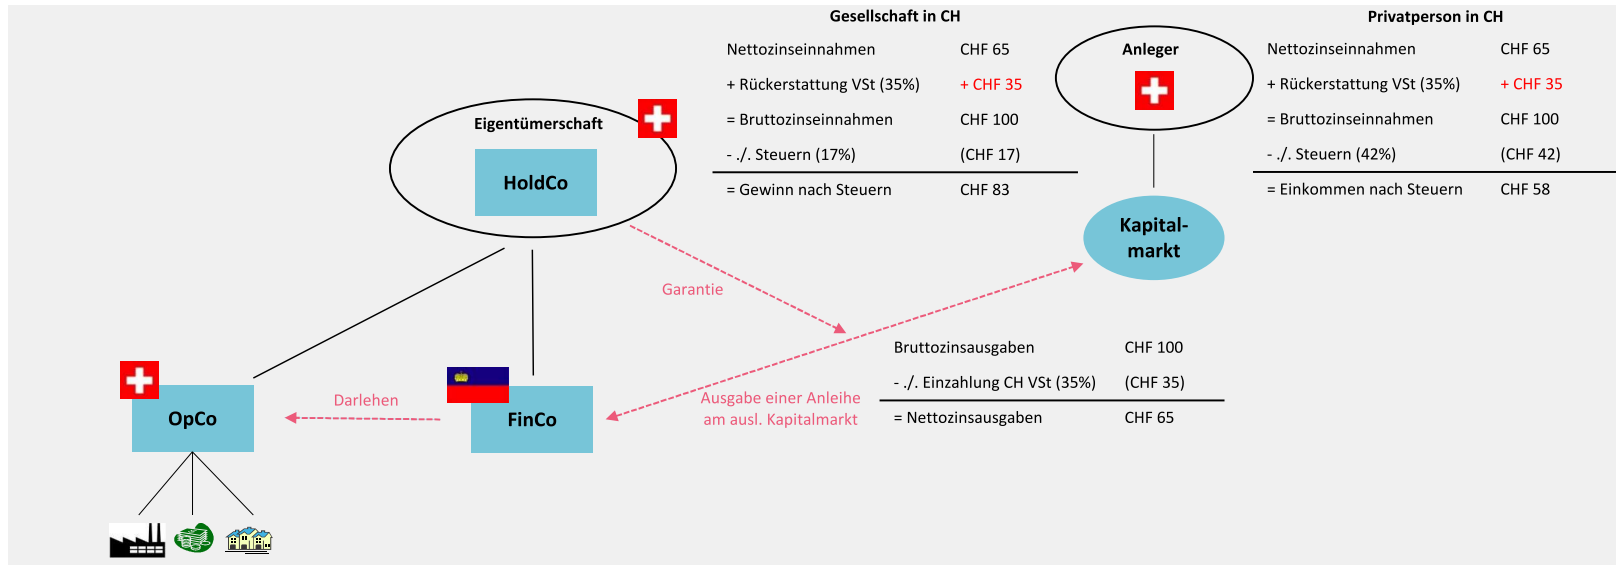 Gesellschaft in CH
Nettozinseinnahmen CHF 65
+ Rückerstattung VSt (35%) + CHF 35
= Bruttozinseinnahmen CHF 100
- ./. Steuern (17%) (CHF 17)
= Gewinn nach Steuern CHF 83
Anleger
Privatperson in CH
Nettozinseinnahmen CHF 65
+ Rückerstattung VSt (35%) + CHF 35
= Bruttozinseinnahmen CHF 100
- ./. Steuern (42%) (CHF 42)
= Einkommen nach Steuern CHF 58
Eigentümerschaft
HoldCo
Kapital-
markt
Garantie
Bruttozinsausgaben CHF 100
- ./. Einzahlung CH VSt (35%) (CHF 35)
= Nettozinsausgaben CHF 65
Ausgabe einer Anleihe
am ausl. Kapitalmarkt
Darlehen
OpCo
FinCo